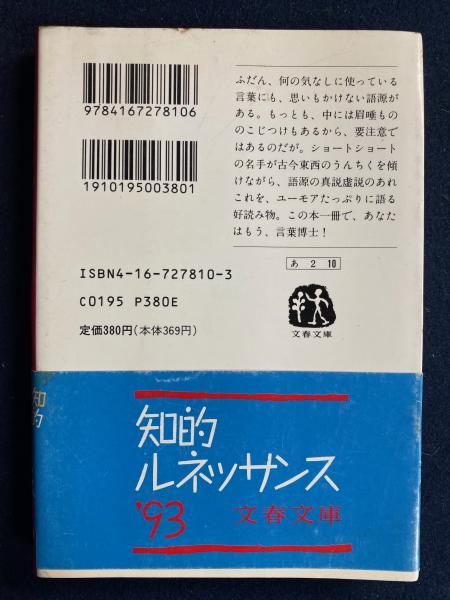 9784167278106
1910195003801
ふだん、何の気なしに使っている
言葉にも、思いもかけない語源が
ある。もっとも、中には眉唾もの
のこじつけもあるから、要注意で
はあるのだが。ショートショート
の名手が古今東西のうんちくを傾
けながら、語源の真説虚説のあれ
これを、ユーモアたっぷりに語る
好読み物。この本一冊で、あなた
はもう、言葉博士！
ISBN4-16-727810-3
C0195 P380E
定価380円(本体369円)
あ 2 10
文春文庫
知的
知的
ルネッサンス
'93
文春文庫